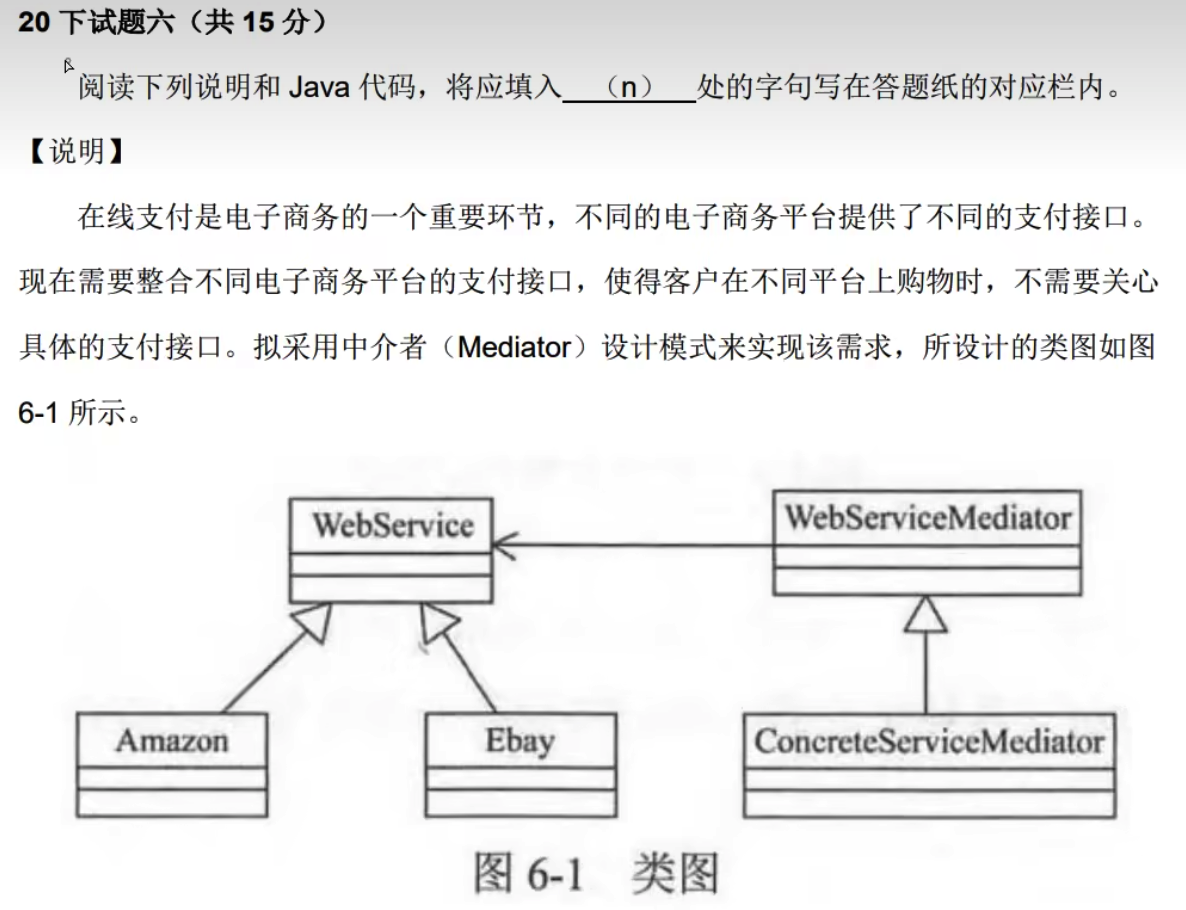 20 下试题六（共 15 分）
阅读下列说明和 Java 代码，将应填入 （n） 处的字句写在答题纸的对应栏内。
【说明】
在线支付是电子商务的一个重要环节，不同的电子商务平台提供了不同的支付接口。
现在需要整合不同电子商务平台的支付接口，使得客户在不同平台上购物时，不需要关心
具体的支付接口。拟采用中介者（Mediator）设计模式来实现该需求，所设计的类图如图
6-1 所示。
WebService
WebServiceMediator
Amazon
Ebay
ConcreteServiceMediator
图 6-1 类图